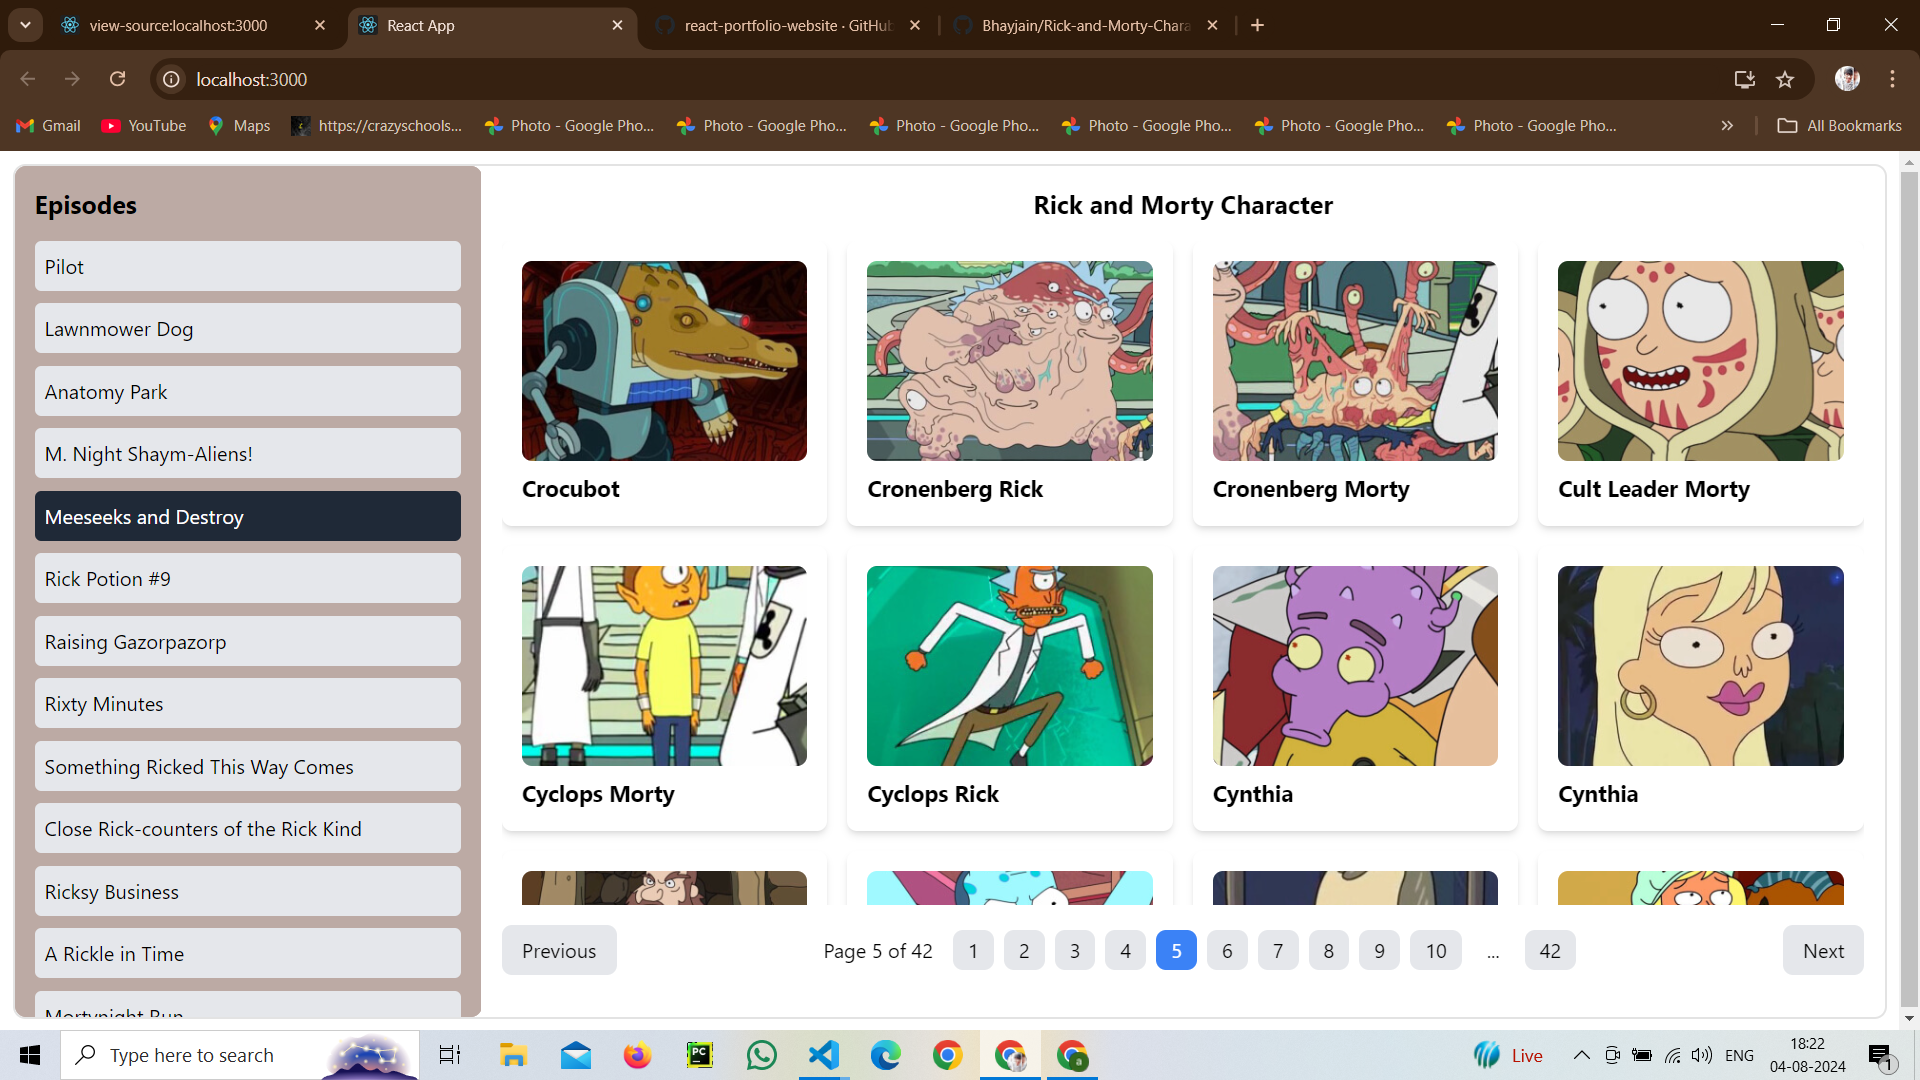 view-source:localhost:3000
React App
react-portfolio-website · GitHub
Bhayjain/Rick-and-Morty-Chara
localhost:3000
Gmail
YouTube
Maps
https://crazyschools...
Photo - Google Pho...
Photo - Google Pho...
Photo - Google Pho...
Photo - Google Pho...
Photo - Google Pho...
Photo - Google Pho...
All Bookmarks
Episodes
Pilot
Lawnmower Dog
Anatomy Park
M. Night Shaym-Aliens!
Meeseeks and Destroy
Rick Potion #9
Raising Gazorpazorp
Rixty Minutes
Something Ricked This Way Comes
Close Rick-counters of the Rick Kind
Ricksy Business
A Rickle in Time
Mortynight Run
Rick and Morty Character
Crocubot
Cronenberg Rick
Cronenberg Morty
Cult Leader Morty
Cyclops Morty
Cyclops Rick
Cynthia
Cynthia
Previous
Page 5 of 42
1
2
3
4
5
6
7
8
9
10
...
42
Next
Type here to search
PC
a
Live
ENG
18:22
04-08-2024
1